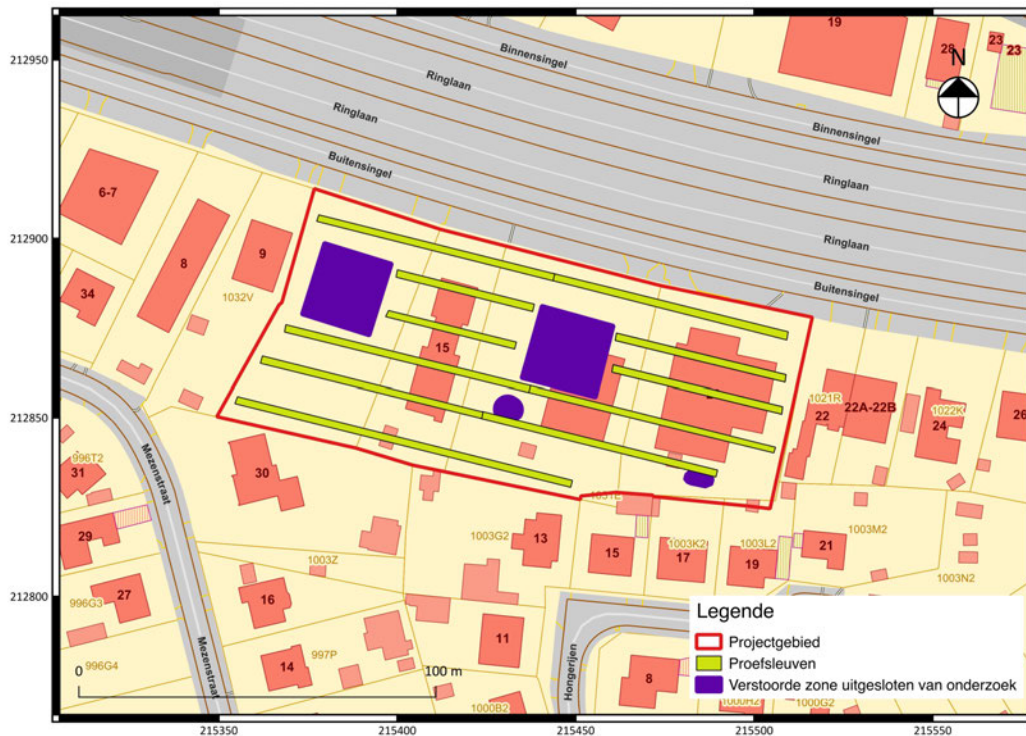 19
28
23
23
N
212950
Binnensingel
Ringlaan
Ringlaan
Binnensingel
Buitensingel
Ringlaan
6-7
8
9
212900
Ringlaan
34
1032V
Buitensingel
15
1021R
22
22A-22B
1022K
24
26
212850
996T2
31
Mezenstraat
30
1003G2
1003M2
29
13
15
1003K2
17
1003L2
19
21
1003Z
1003N2
212800
996G3
27
16
11
996G4
997P
14
Mezenstraat
Hongerijen
8
1000B2
1000H2
1000G2
0
100 m
Legende
Projectgebied
Proefsleuven
Verstoorde zone uitgesloten van onderzoek
215350
215400
215450
215500
215550